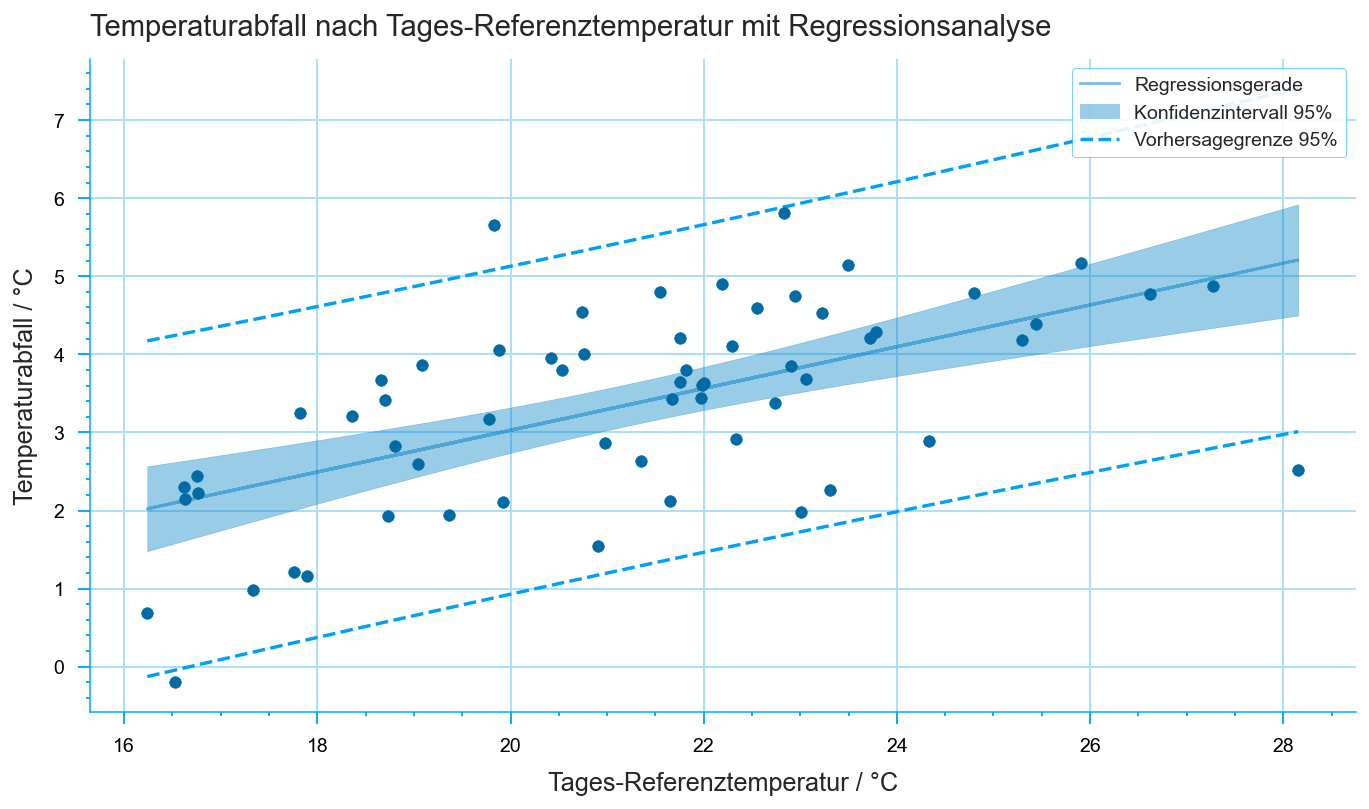 Temperaturabfall nach Tages-Referenztemperatur mit Regressionsanalyse
Regressionsgerade
Konfidenzintervall 95%
Vorhersagegrenze 95%
Temperaturabfall / °C
7
6
5
4
3
2
1
0
16 18 20 22 24 26 28
Tages-Referenztemperatur / °C